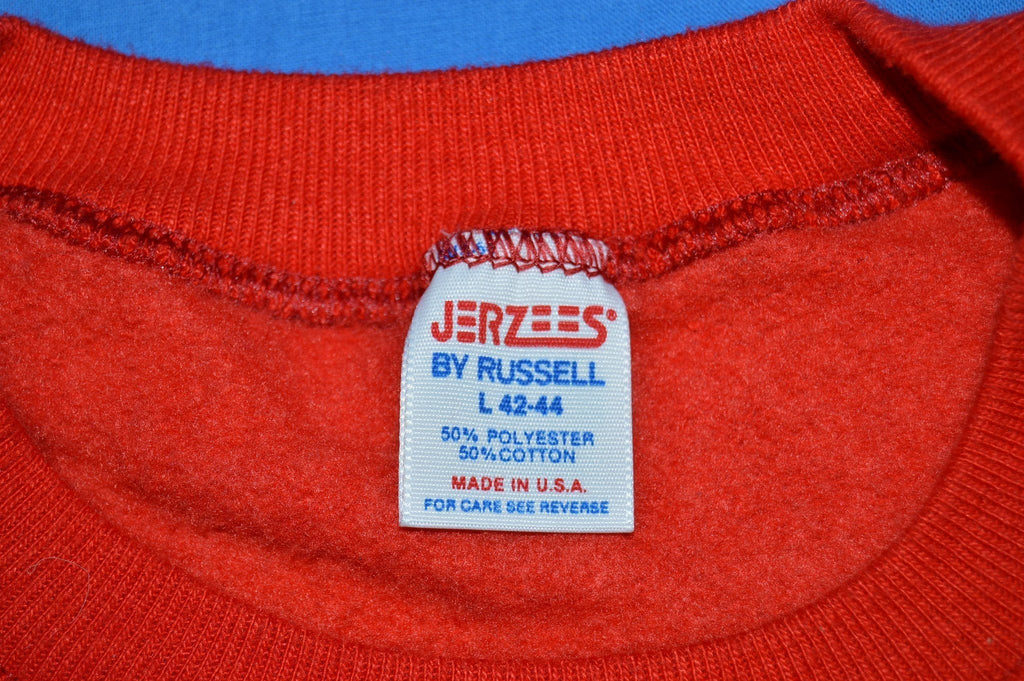 JERZEES®
BY RUSSELL
L 42-44
50% POLYESTER
50% COTTON
MADE IN U.S.A.
FOR CARE SEE REVERSE